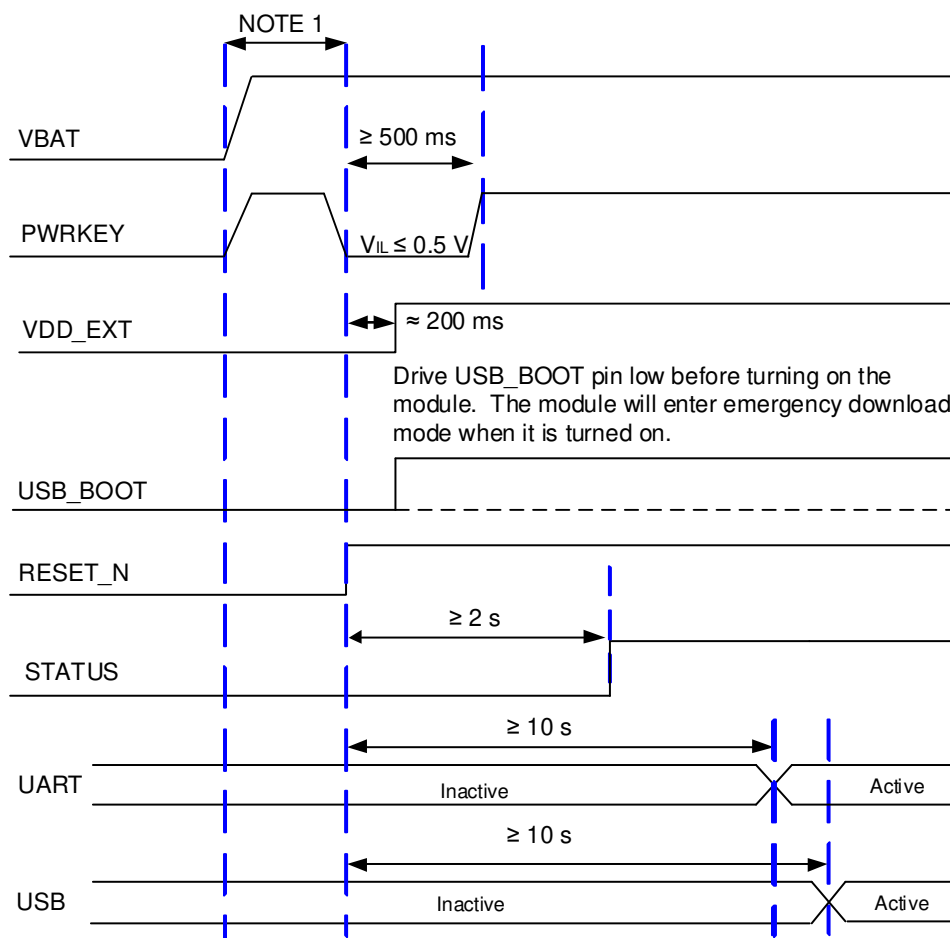 NOTE 1
VBAT
≥ 500 ms
PWRKEY
VIL ≤ 0.5 V
VDD_EXT
≈ 200 ms
Drive USB_BOOT pin low before turning on the
module. The module will enter emergency download
mode when it is turned on.
USB_BOOT
RESET_N
≥ 2 s
STATUS
≥ 10 s
UART
Inactive
Active
≥ 10 s
USB
Inactive
Active